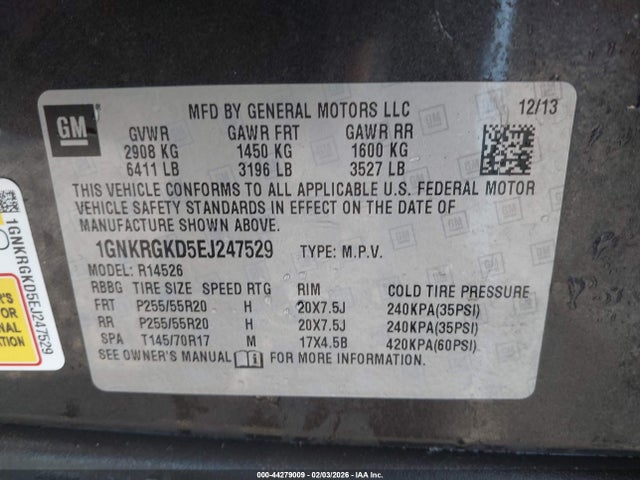 GM
MFD BY GENERAL MOTORS LLC 12/13
GVWR GAWR FRT GAWR RR
2908 KG 1450 KG 1600 KG
6411 LB 3196 LB 3527 LB
THIS VEHICLE CONFORMS TO ALL APPLICABLE U.S. FEDERAL MOTOR
VEHICLE SAFETY STANDARDS IN EFFECT ON THE DATE OF
MANUFACTURE SHOWN ABOVE.
1GNKRGKD5EJ247529 TYPE: M.P.V.
MODEL: R14526
RBBG TIRE SIZE SPEED RTG RIM COLD TIRE PRESSURE
FRT P255/55R20 H 20X7.5J 240KPA(35PSI)
RR P255/55R20 H 20X7.5J 240KPA(35PSI)
SPA T145/70R17 M 17X4.5B 420KPA(60PSI)
SEE OWNER'S MANUAL FOR MORE INFORMATION.
1GNKRGKD5EJ247529
000-44279009 - 02/03/2026 - IAA Inc.